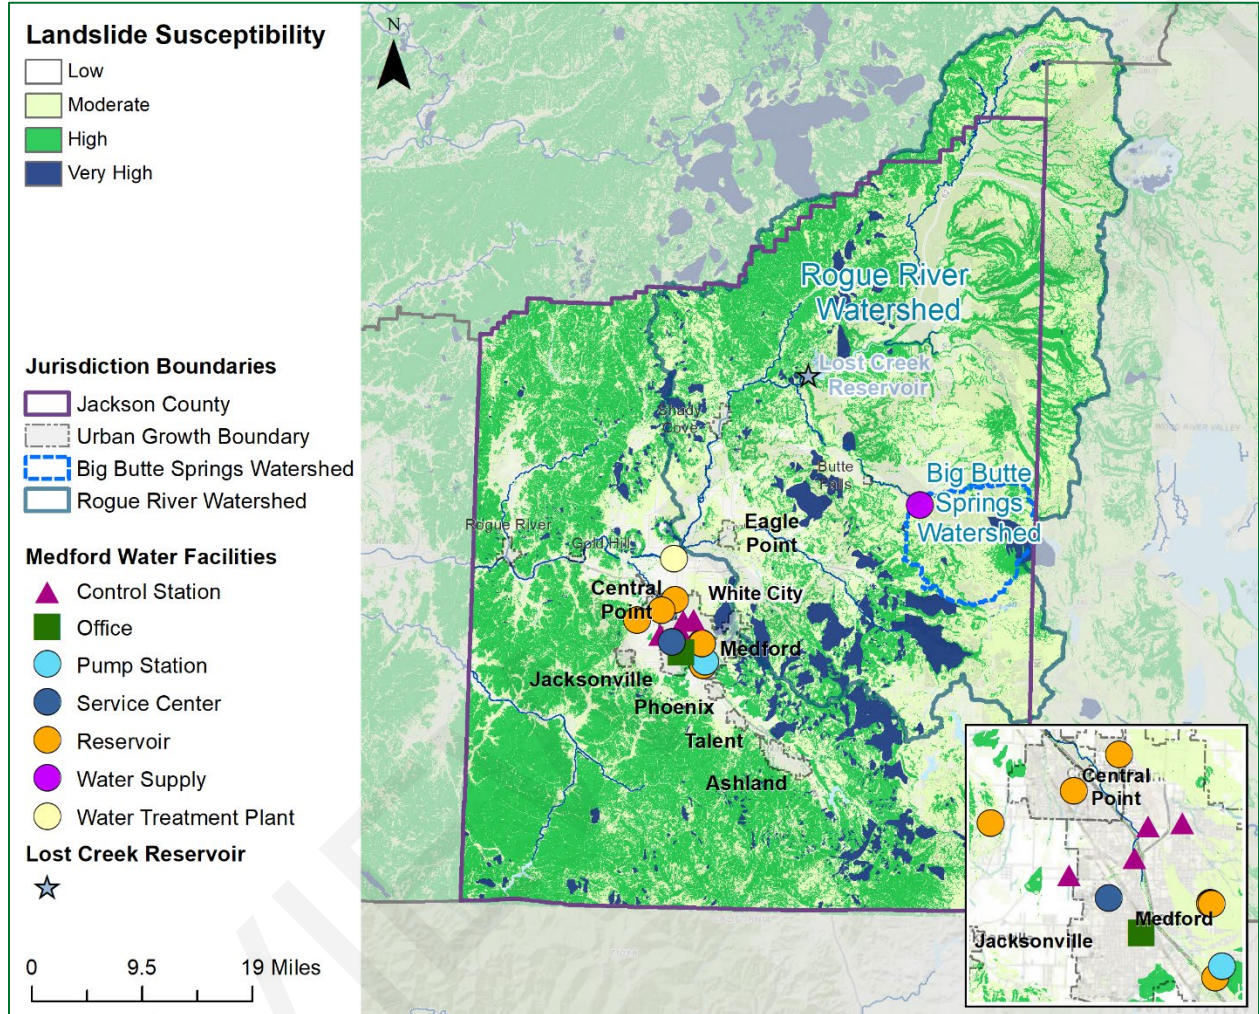 Landslide Susceptibility
Low
Moderate
High
Very High
Jurisdiction Boundaries
Jackson County
Urban Growth Boundary
Big Butte Springs Watershed
Rogue River Watershed
Medford Water Facilities
Control Station
Office
Pump Station
Service Center
Reservoir
Water Supply
Water Treatment Plant
Lost Creek Reservoir
0 9.5 19 Miles
N
Rogue River
Watershed
Lost Creek
Reservoir
Shady
Cove
Butte
Falls
Big Butte
Springs
Watershed
WOOD RIVER VALLEY
Eagle
Point
Rogue River
Gold Hill
Central
Point
White City
Medford
Jacksonville
Phoenix
Talent
Ashland
Central
Point
Medford
Jacksonville